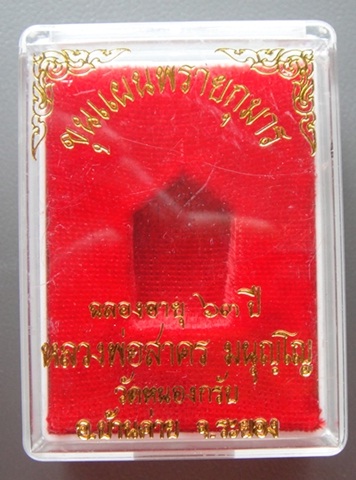 ขุนแผนพรายกุมาร
ฉลองอายุ ๖๓ ปี
หลวงพ่อสาคร มนุญฺโญ
วัดหนองกรับ
อ.บ้านค่าย จ.ระยอง